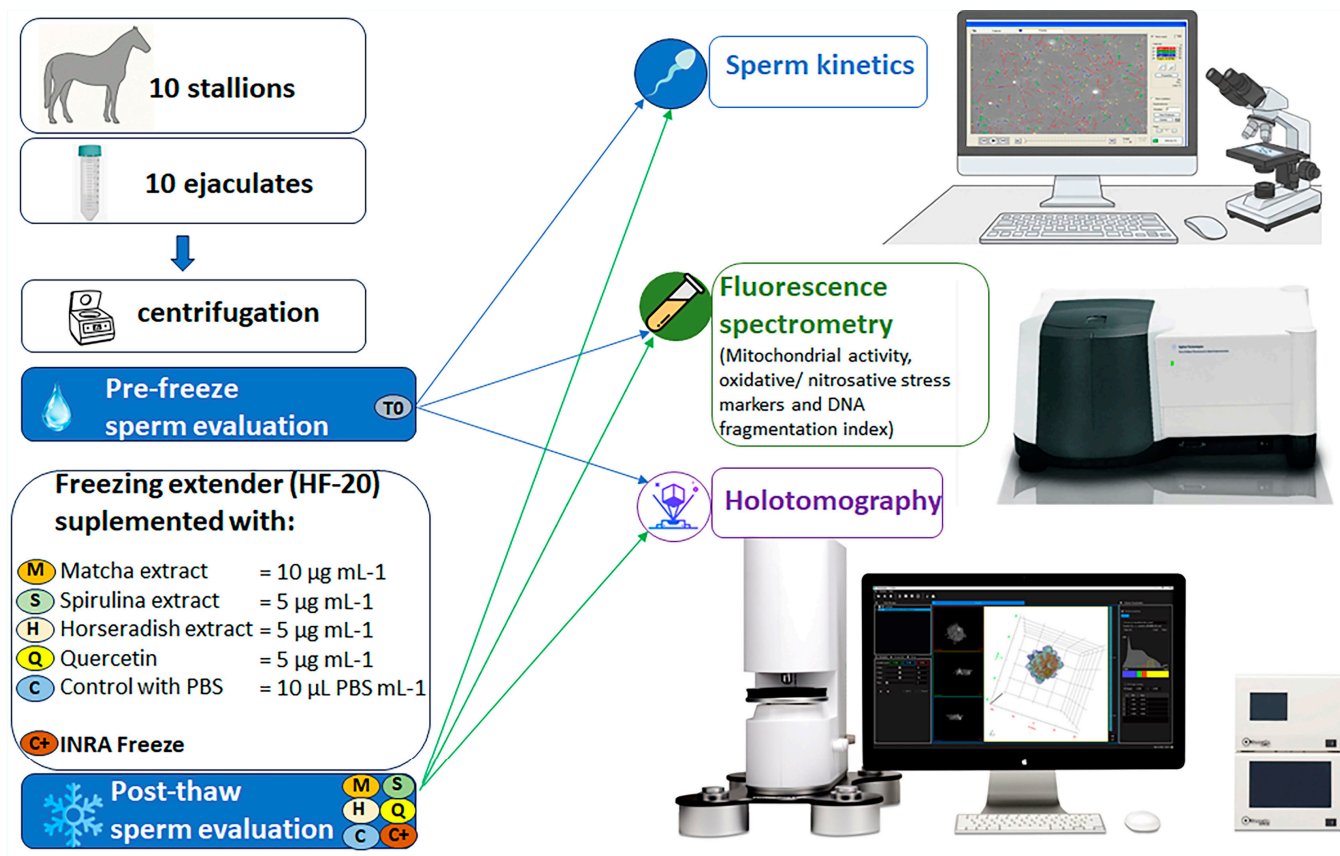 10 stallions
10 ejaculates
centrifugation
Pre-freeze
sperm evaluation
T0
Freezing extender (HF-20)
suplemented with:
M Matcha extract = 10 µg mL-1
S Spirulina extract = 5 µg mL-1
H Horseradish extract = 5 µg mL-1
Q Quercetin = 5 µg mL-1
C Control with PBS = 10 µL PBS mL-1
C+ INRA Freeze
Post-thaw
sperm evaluation
M S
H Q
C C+
Sperm kinetics
Fluorescence
spectrometry
(Mitochondrial activity,
oxidative/ nitrosative stress
markers and DNA
fragmentation index)
Holotomography
Agilent Technologies